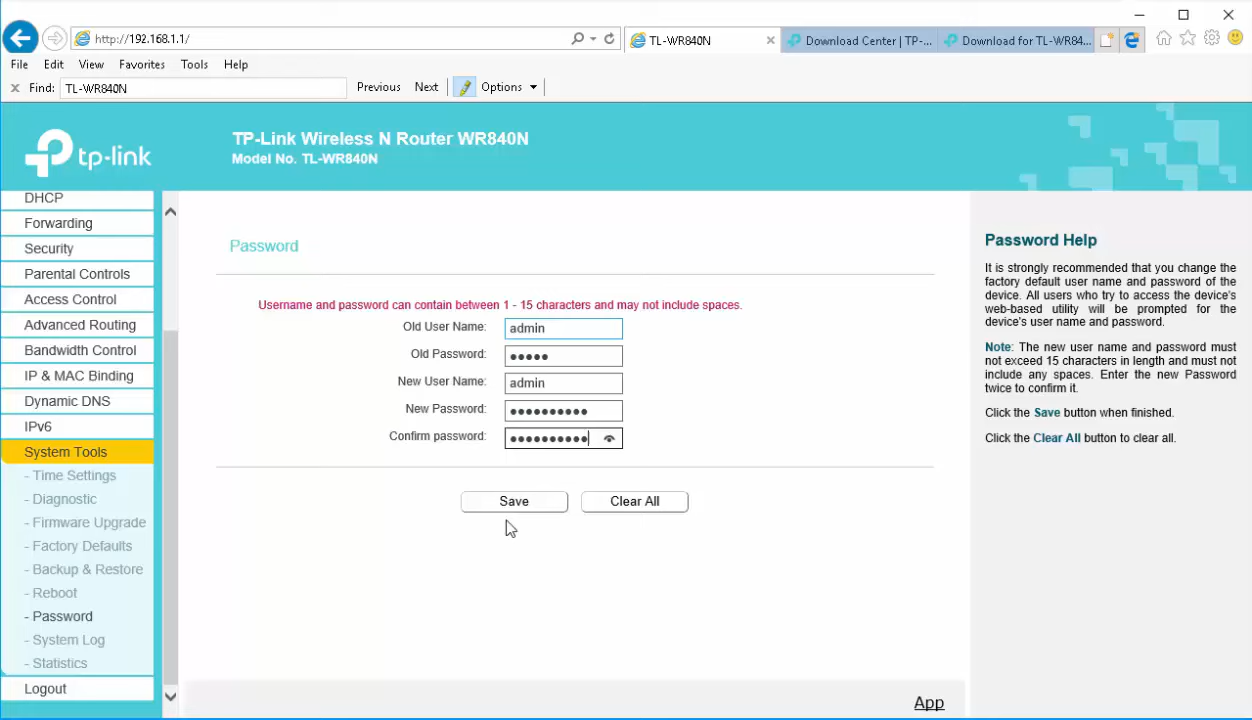 http://192.168.1.1/
TL-WR840N
Download Center | TP-...
Download for TL-WR84...
File Edit View Favorites Tools Help
x Find: TL-WR840N Previous Next Options
tp-link
TP-Link Wireless N Router WR840N
Model No. TL-WR840N
DHCP
Forwarding
Security
Parental Controls
Access Control
Advanced Routing
Bandwidth Control
IP & MAC Binding
Dynamic DNS
IPv6
System Tools
- Time Settings
- Diagnostic
- Firmware Upgrade
- Factory Defaults
- Backup & Restore
- Reboot
- Password
- System Log
- Statistics
Logout
Password
Username and password can contain between 1 - 15 characters and may not include spaces.
Old User Name: admin
Old Password: •••••
New User Name: admin
New Password: ••••••••••
Confirm password: ••••••••••
Save Clear All
App
Password Help
It is strongly recommended that you change the
factory default user name and password of the
device. All users who try to access the device's
web-based utility will be prompted for the
device's user name and password.
Note: The new user name and password must
not exceed 15 characters in length and must not
include any spaces. Enter the new Password
twice to confirm it.
Click the Save button when finished.
Click the Clear All button to clear all.